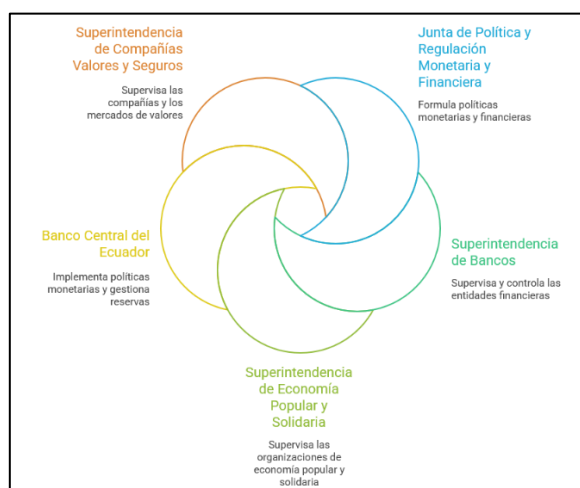 Superintendencia
de Compañías
Valores y Seguros
Supervisa las
compañías y los
mercados de valores
Junta de Política y
Regulación
Monetaria y
Financiera
Formula políticas
monetarias y financieras
Banco Central del
Ecuador
Implementa políticas
monetarias y gestiona
reservas
Superintendencia
de Bancos
Supervisa y controla las
entidades financieras
Superintendencia
de Economía
Popular y
Solidaria
Supervisa las
organizaciones de
economía popular y
solidaria